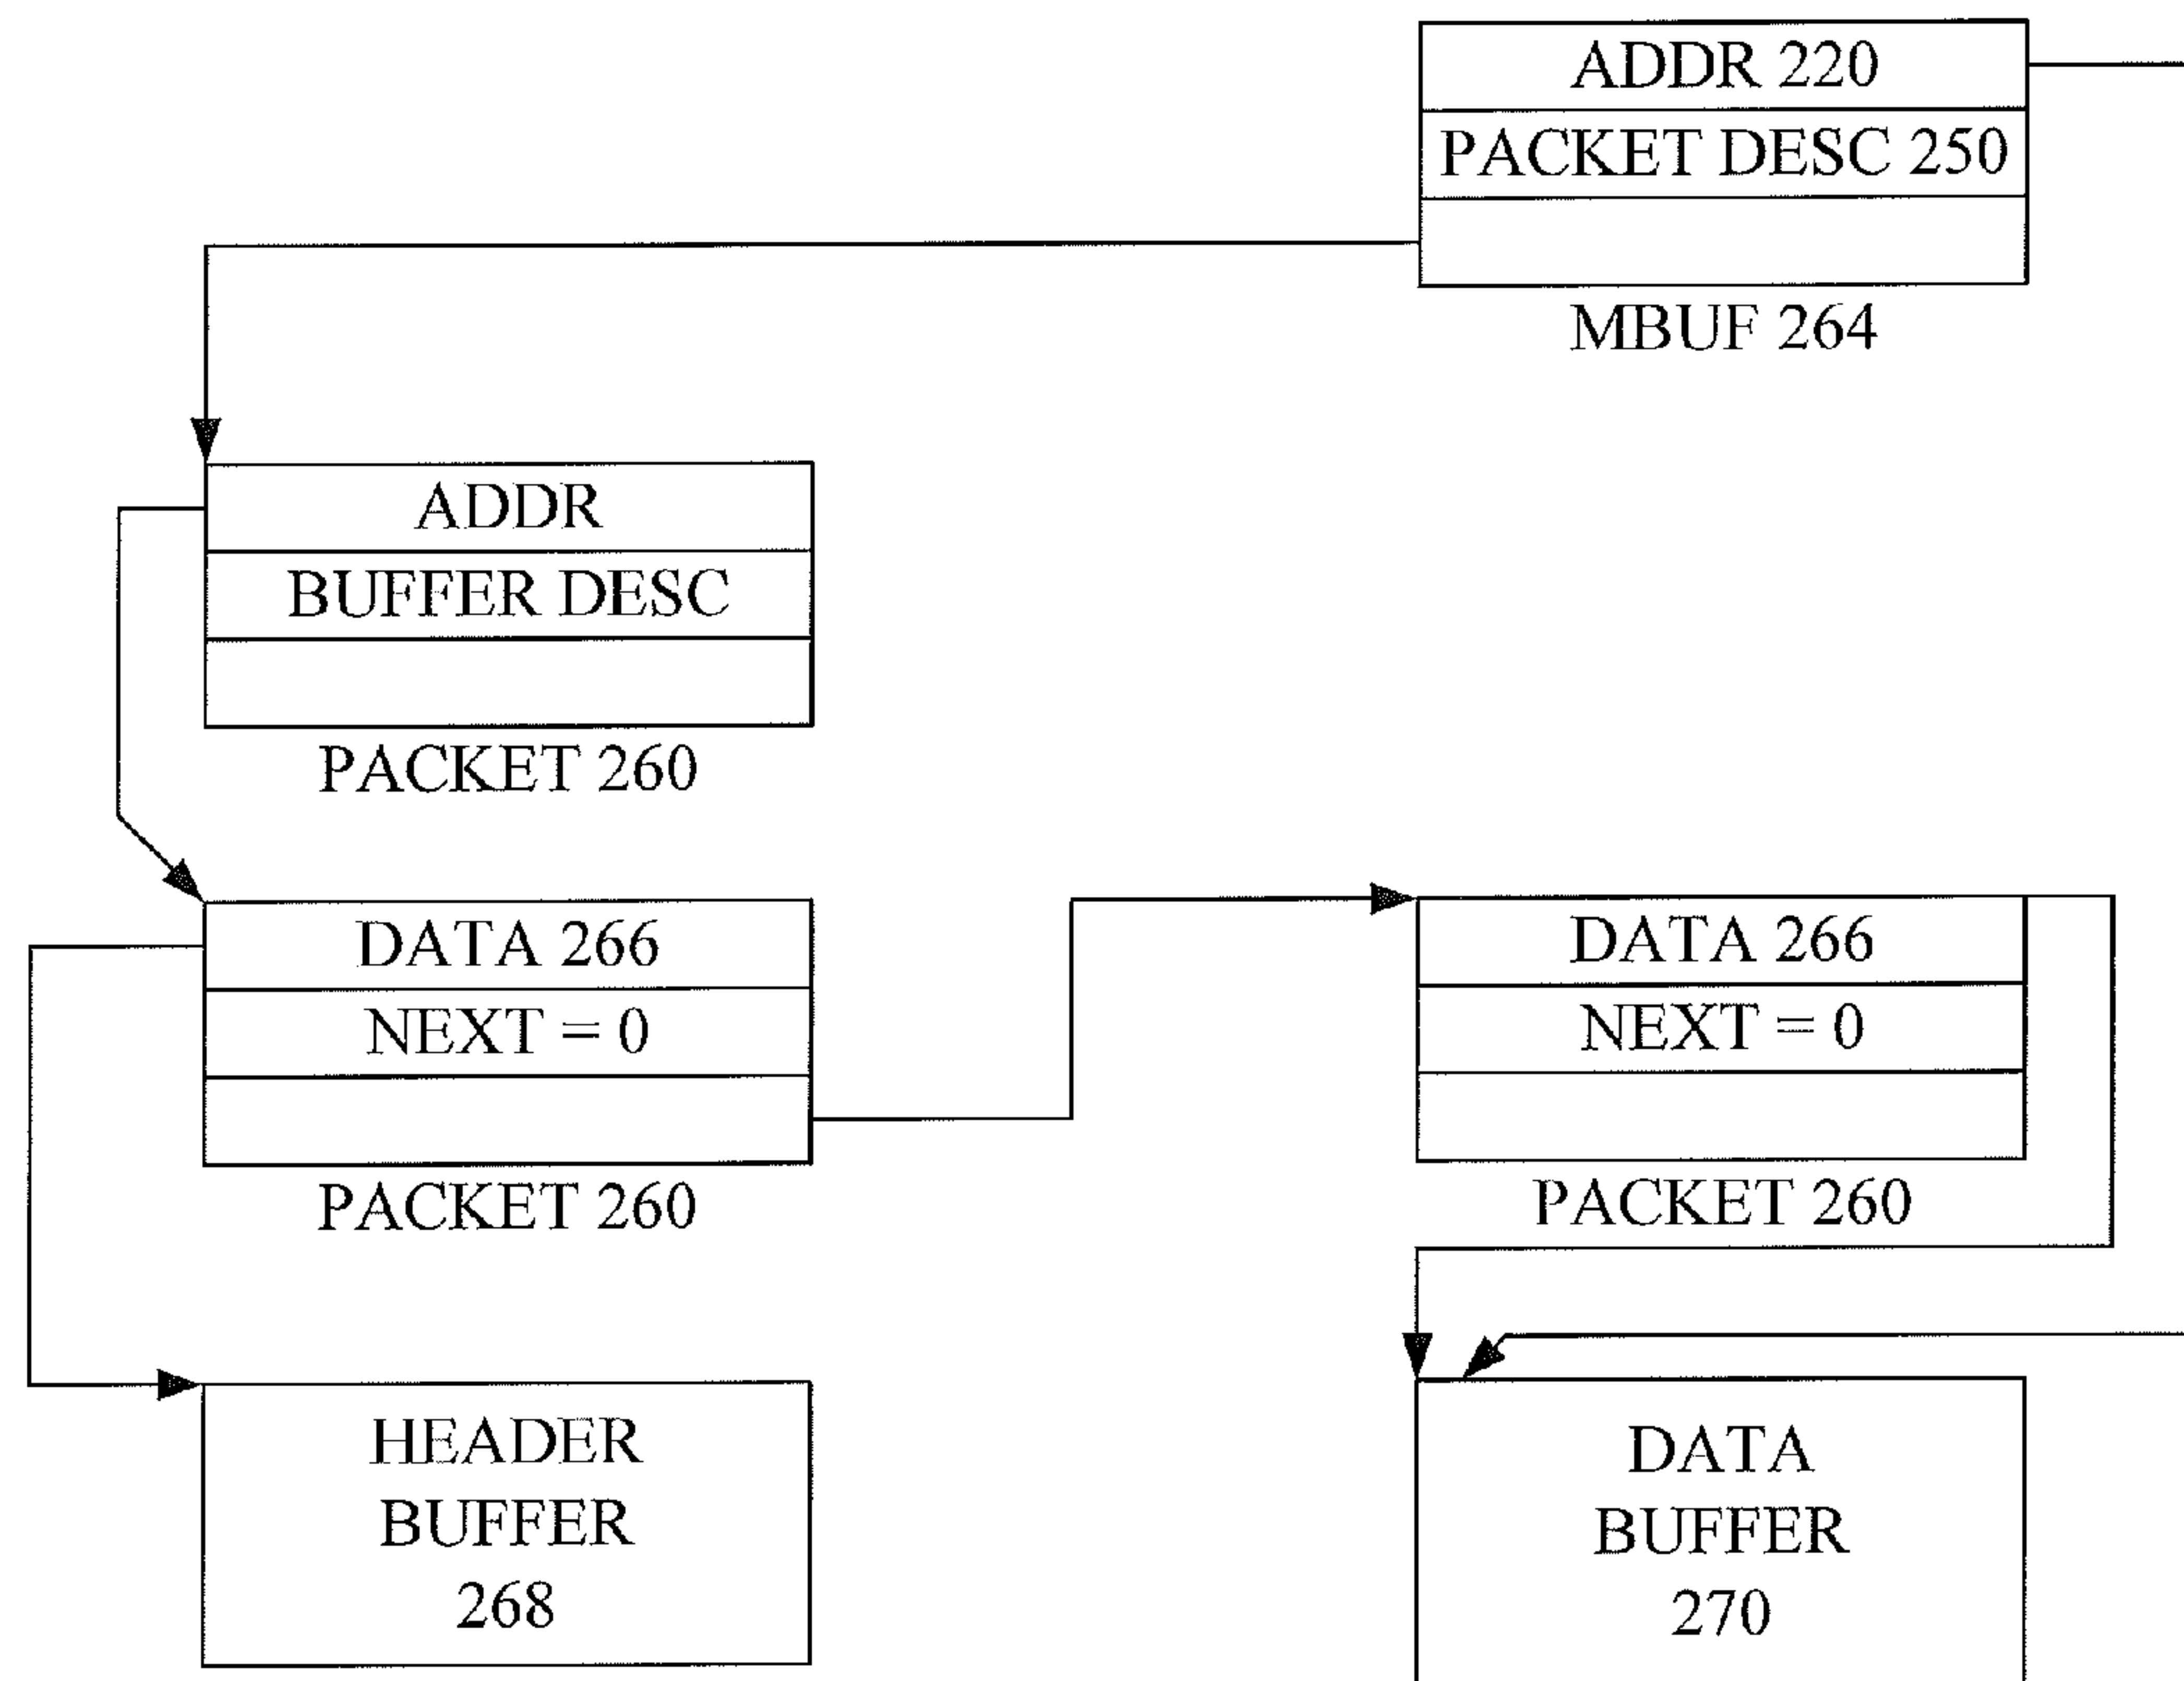 ADDR 220
PACKET DESC 250
MBUF 264
ADDR
BUFFER DESC
PACKET 260
DATA 266
NEXT = 0
PACKET 260
DATA 266
NEXT = 0
PACKET 260
HEADER
BUFFER
268
DATA
BUFFER
270